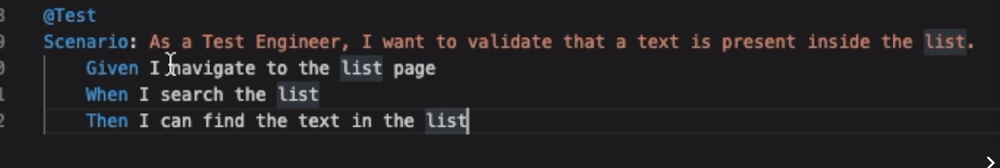 @Test
Scenario: As a Test Engineer, I want to validate that a text is present inside the list.
Given I navigate to the list page
When I search the list
Then I can find the text in the list